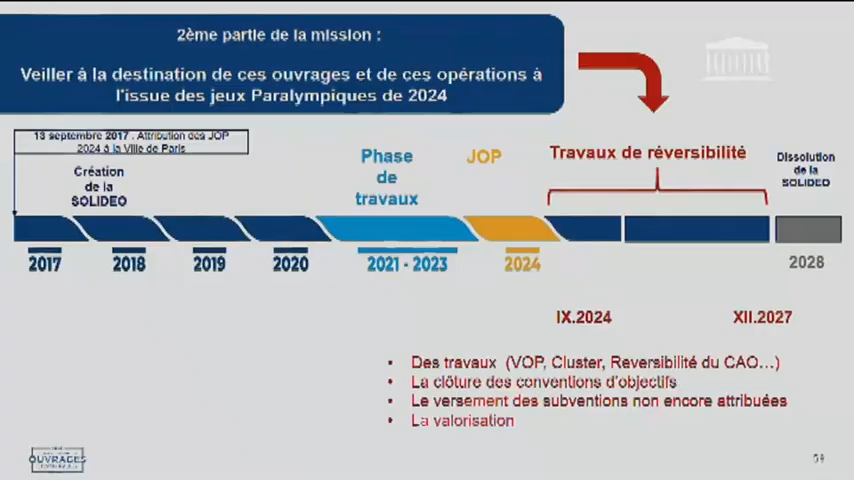 2ème partie de la mission :
Veiller à la destination de ces ouvrages et de ces opérations à
l'issue des jeux Paralympiques de 2024
13 septembre 2017 : Attribution des JOP
2024 à la Ville de Paris
Création
de la
SOLIDEO
Phase
de
travaux
JOP
Travaux de réversibilité
Dissolution
de la
SOLIDEO
2017
2018
2019
2020
2021 - 2023
2024
2028
IX.2024
XII.2027
• Des travaux (VOP, Cluster, Reversibilité du CAO…)
• La clôture des conventions d'objectifs
• Le versement des subventions non encore attribuées
• La valorisation
OUVRAGES